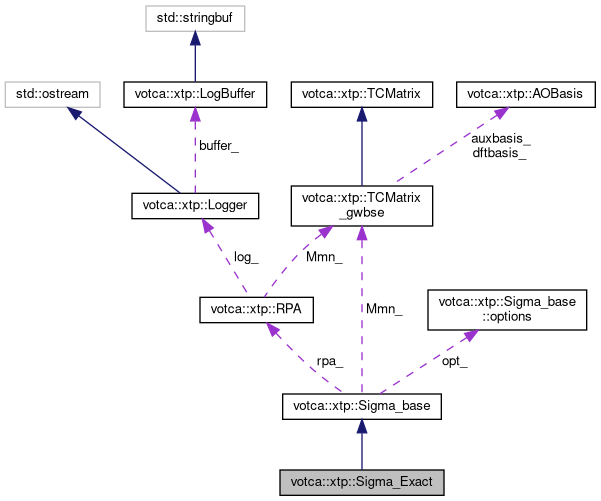 std::stringbuf
std::ostream
votca::xtp::LogBuffer
votca::xtp::TCMatrix
votca::xtp::AOBasis
buffer_
auxbasis_
dftbasis_
votca::xtp::Logger
votca::xtp::TCMatrix
_gwbse
log_
Mmn_
votca::xtp::RPA
Mmn_
votca::xtp::Sigma_base
::options
rpa_
opt_
votca::xtp::Sigma_base
votca::xtp::Sigma_Exact